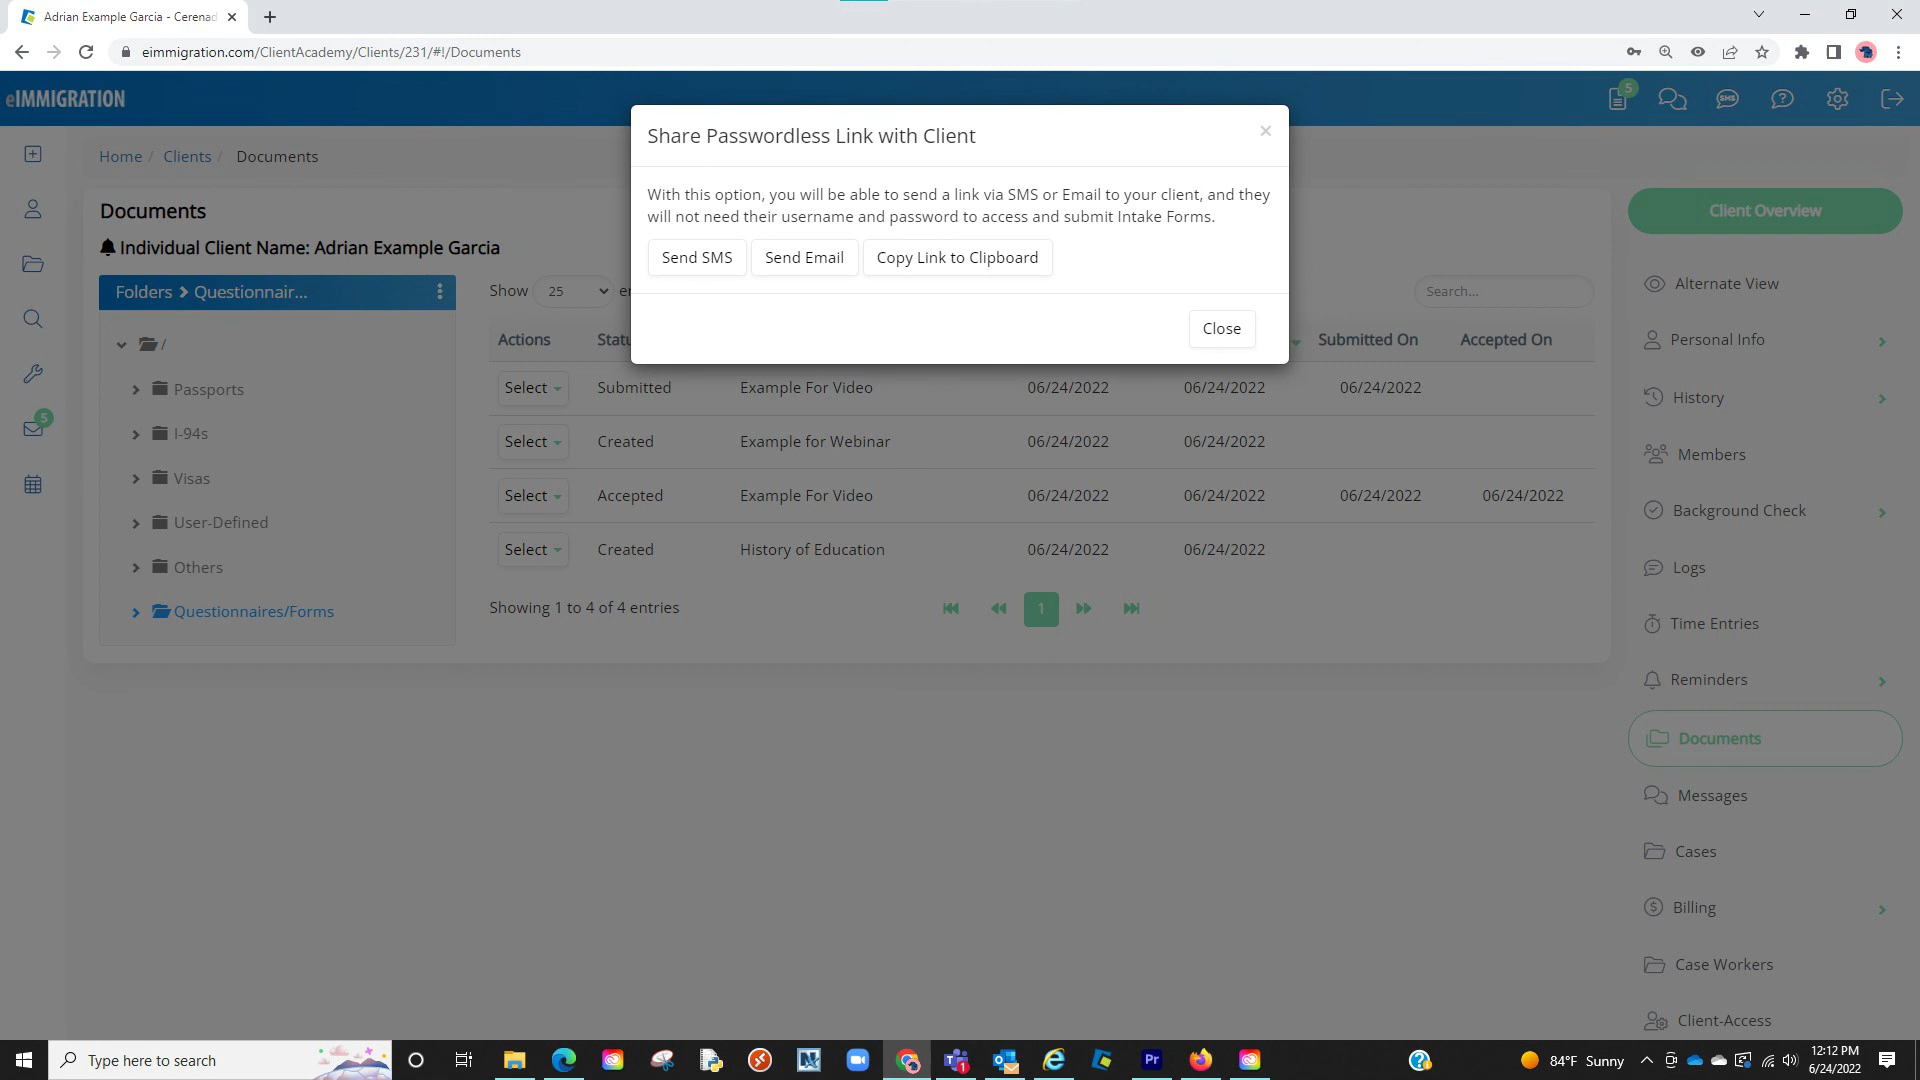 Adrian Example Garcia - Cerenad
eimmigration.com/ClientAcademy/Clients/231/#!/Documents
eIMMIGRATION
5
SMS
Home / Clients / Documents
Documents
Individual Client Name: Adrian Example Garcia
Folders > Questionnair...
/
Passports
I-94s
Visas
User-Defined
Others
Questionnaires/Forms
5
Share Passwordless Link with Client
With this option, you will be able to send a link via SMS or Email to your client, and they
will not need their username and password to access and submit Intake Forms.
Send SMS Send Email Copy Link to Clipboard
Close
Show 25 en
Search...
Actions Statu Submitted On Accepted On
Select Submitted Example For Video 06/24/2022 06/24/2022 06/24/2022
Select Created Example for Webinar 06/24/2022 06/24/2022
Select Accepted Example For Video 06/24/2022 06/24/2022 06/24/2022 06/24/2022
Select Created History of Education 06/24/2022 06/24/2022
Showing 1 to 4 of 4 entries
1
Client Overview
Alternate View
Personal Info
History
Members
Background Check
Logs
Time Entries
Reminders
Documents
Messages
Cases
Billing
Case Workers
Client-Access
Type here to search
Pr
1
84°F Sunny
12:12 PM
6/24/2022